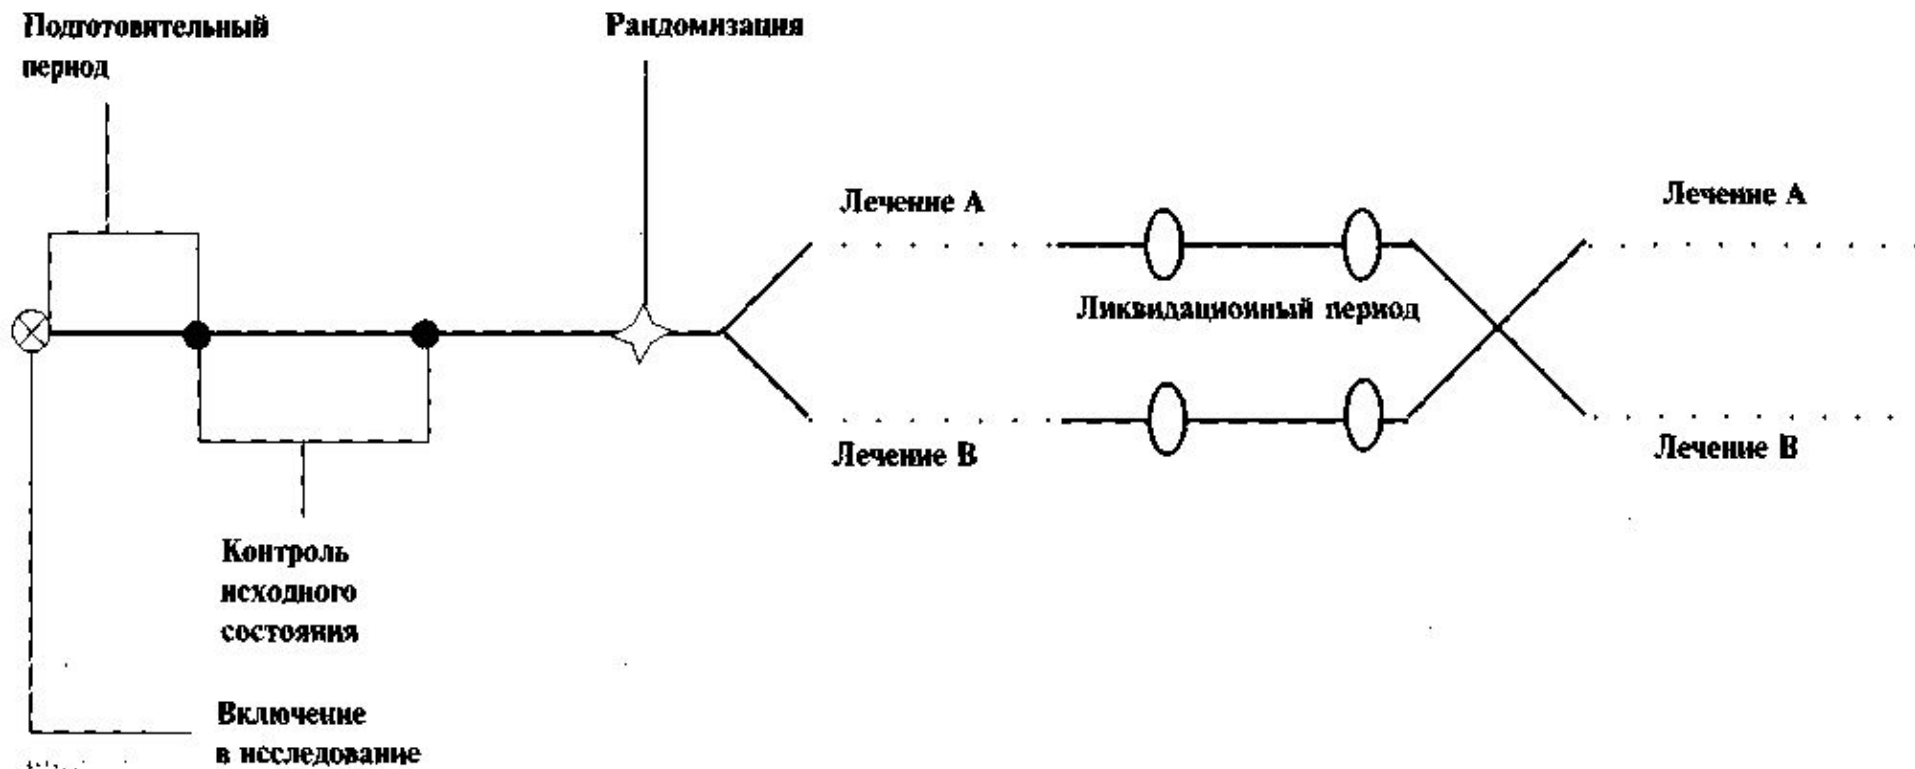 Подготовительный
период
Рандомизация
Лечение А
Лечение А
Ликвидационный период
Лечение В
Лечение В
Контроль
исходного
состояния
Включение
в исследование